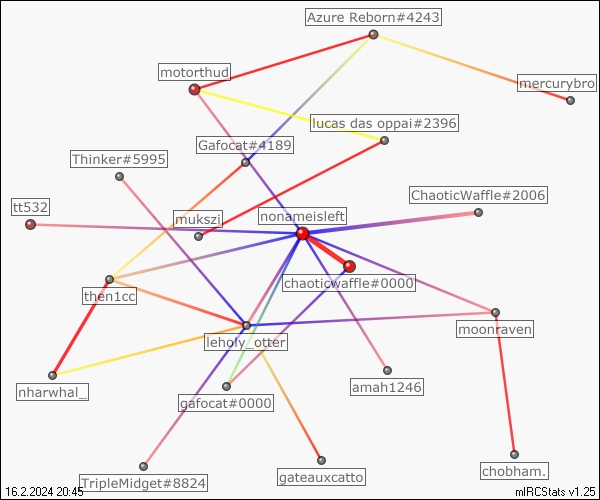 Azure Reborn#4243
motorthud
mercurybro
lucas das oppai#2396
Gafocat#4189
Thinker#5995
ChaoticWaffle#2006
tt532
mukszi
nonameisleft
chaoticwaffle#0000
then1cc
moonraven
leholy_otter
amah1246
nharwhal_
gafocat#0000
chobham.
gateauxcatto
TripleMidget#8824
16.2.2024 20:45
mIRCStats v1.25